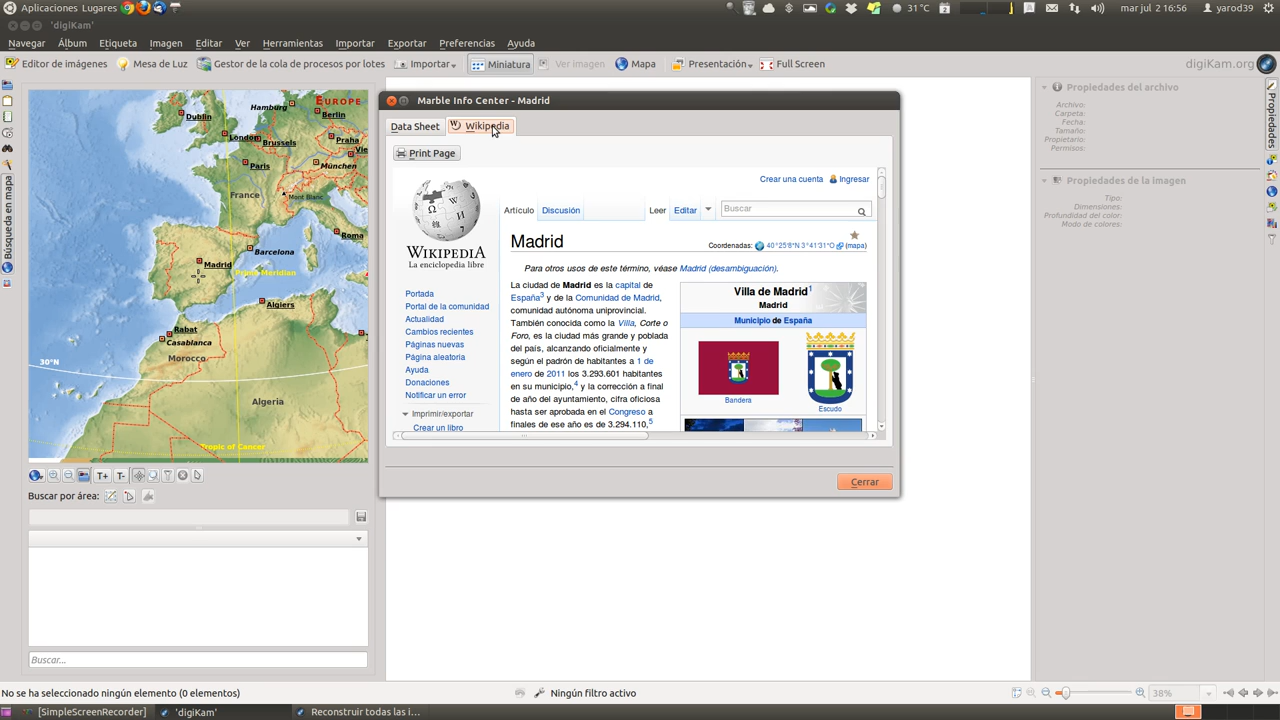 Aplicaciones Lugares
31°C
mar jul 2 16:56
yarod39
'digiKam'
Navegar Álbum Etiqueta Imagen Editar Ver Herramientas Importar Exportar Preferencias Ayuda
Editor de imágenes Mesa de Luz Gestor de la cola de procesos por lotes Importar Miniatura Ver imagen Mapa Presentación Full Screen
digiKam.org
Búsqueda en mapa
EUROPE
Hamburg
Berlin
Dublin
London
Brussels
Praha
Paris
München
France
Mont Blanc
Roma
Barcelona
Madrid
Prime Meridian
Algiers
Rabat
Casablanca
30°N
Morocco
Algeria
Tropic of Cancer
T+ T-
Buscar por área:
Buscar...
Marble Info Center - Madrid
Data Sheet Wikipedia
Print Page
WIKIPEDIA
La enciclopedia libre
Portada
Portal de la comunidad
Actualidad
Cambios recientes
Páginas nuevas
Página aleatoria
Ayuda
Donaciones
Notificar un error
Imprimir/exportar
Crear un libro
Crear una cuenta Ingresar
Artículo Discusión Leer Editar Buscar
Madrid
Coordenadas: 40°25′8″N 3°41′31″O (mapa)
Para otros usos de este término, véase Madrid (desambiguación).
La ciudad de Madrid es la capital de
España3 y de la Comunidad de Madrid,
comunidad autónoma uniprovincial.
También conocida como la Villa, Corte o
Foro, es la ciudad más grande y poblada
del país, alcanzando oficialmente y
según el padrón de habitantes a 1 de
enero de 2011 los 3.293.601 habitantes
en su municipio,4 y la corrección a final
de año del ayuntamiento, cifra oficiosa
hasta ser aprobada en el Congreso a
finales de ese año es de 3.294.110,5
Villa de Madrid1
Madrid
Municipio de España
Bandera
Escudo
Cerrar
Propiedades del archivo
Archivo:
Carpeta:
Fecha:
Tamaño:
Propietario:
Permisos:
Propiedades de la imagen
Tipo:
Dimensiones:
Profundidad del color:
Modo de colores:
Propiedades
No se ha seleccionado ningún elemento (0 elementos)
Ningún filtro activo
38%
[SimpleScreenRecorder]
'digiKam'
Reconstruir todas las i...